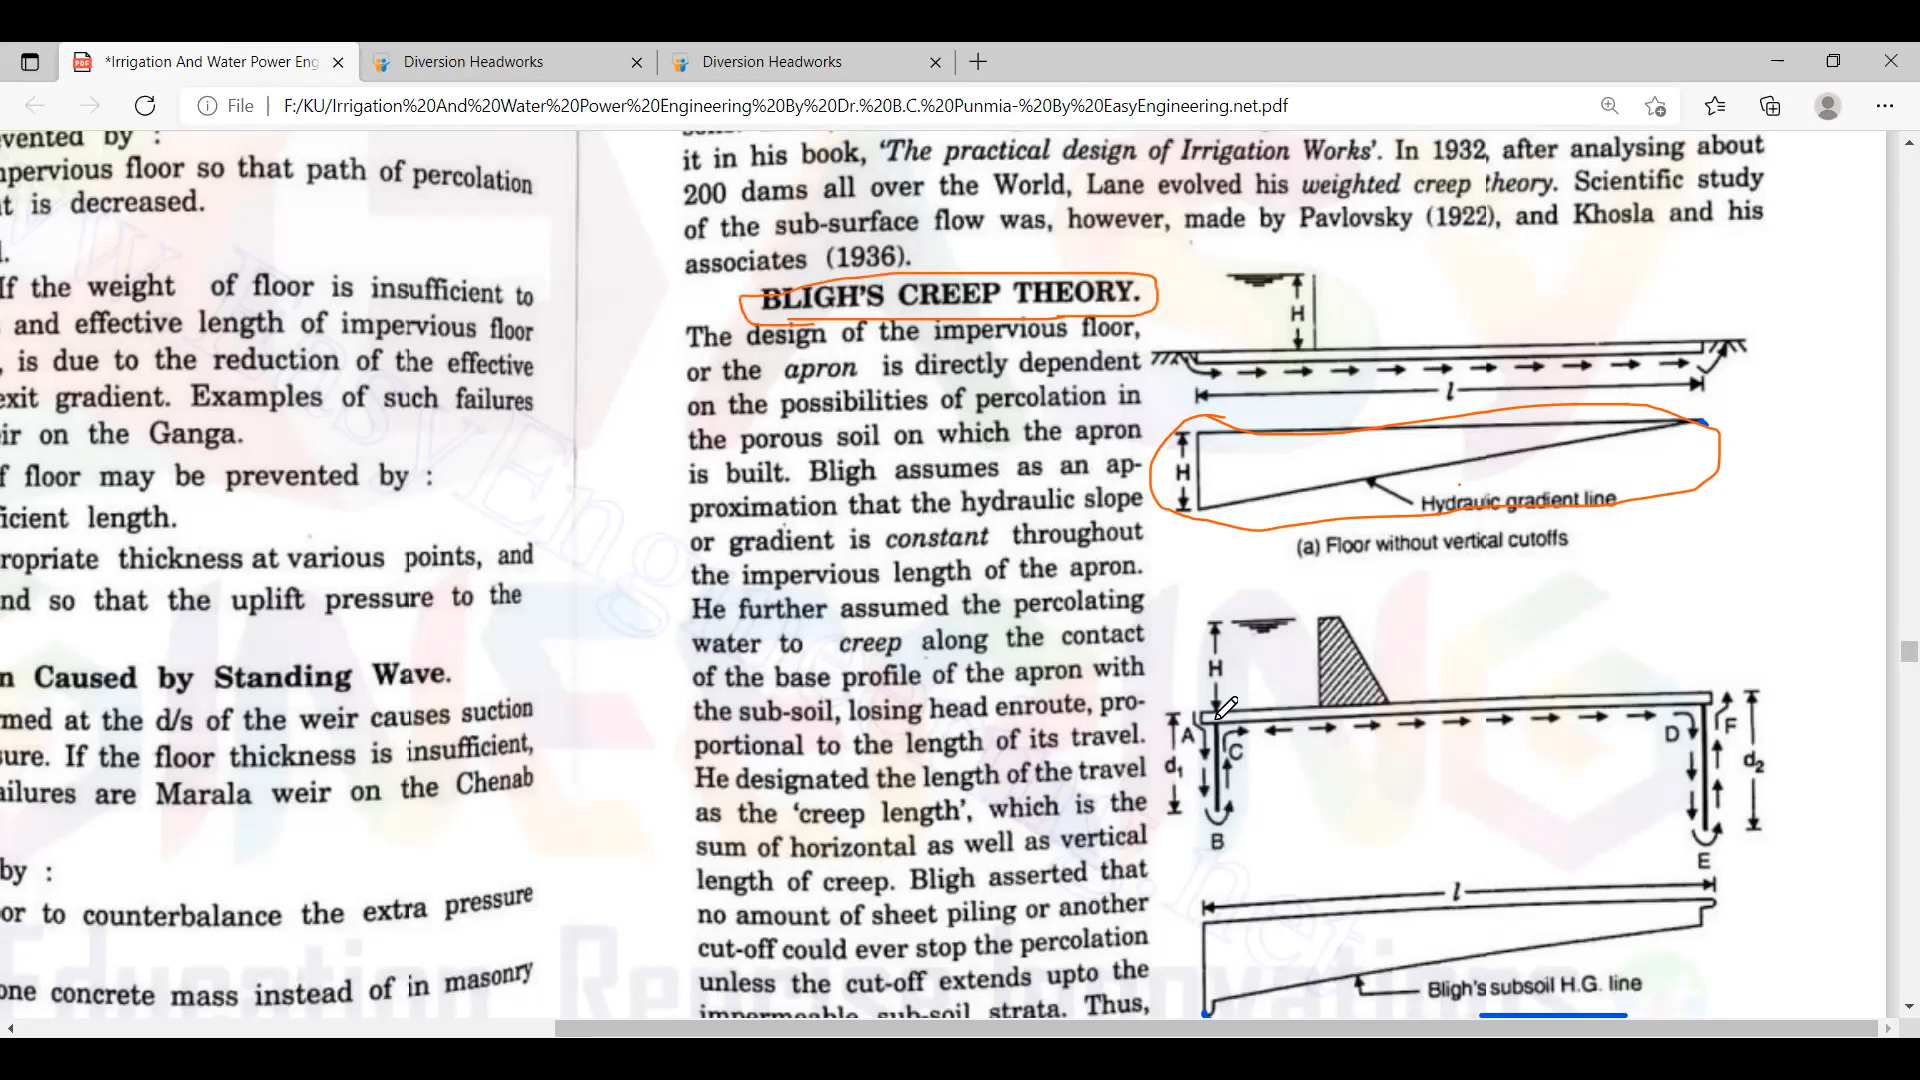 *Irrigation And Water Power Eng
Diversion Headworks
Diversion Headworks
File
F:/KU/Irrigation%20And%20Water%20Power%20Engineering%20By%20Dr.%20B.C.%20Punmia-%20By%20EasyEngineering.net.pdf
vented by :
pervious floor so that path of percolation
t is decreased.
If the weight of floor is insufficient to
and effective length of impervious floor
, is due to the reduction of the effective
exit gradient. Examples of such failures
ir on the Ganga.
f floor may be prevented by :
ficient length.
ropriate thickness at various points, and
nd so that the uplift pressure to the
n Caused by Standing Wave.
med at the d/s of the weir causes suction
sure. If the floor thickness is insufficient,
ailures are Marala weir on the Chenab
by :
or to counterbalance the extra pressure
one concrete mass instead of in masonry
it in his book, 'The practical design of Irrigation Works'. In 1932, after analysing about
200 dams all over the World, Lane evolved his weighted creep theory. Scientific study
of the sub-surface flow was, however, made by Pavlovsky (1922), and Khosla and his
associates (1936).
BLIGH'S CREEP THEORY.
The design of the impervious floor,
or the apron is directly dependent
on the possibilities of percolation in
the porous soil on which the apron
is built. Bligh assumes as an ap-
proximation that the hydraulic slope
or gradient is constant throughout
the impervious length of the apron.
He further assumed the percolating
water to creep along the contact
of the base profile of the apron with
the sub-soil, losing head enroute, pro-
portional to the length of its travel.
He designated the length of the travel
as the 'creep length', which is the
sum of horizontal as well as vertical
length of creep. Bligh asserted that
no amount of sheet piling or another
cut-off could ever stop the percolation
unless the cut-off extends upto the
impermeable sub-soil strata. Thus,
H
l
H
Hydrauic gradient line
(a) Floor without vertical cutoffs
H
A
C
D
F
d₁
d₂
B
E
l
Bligh's subsoil H.G. line